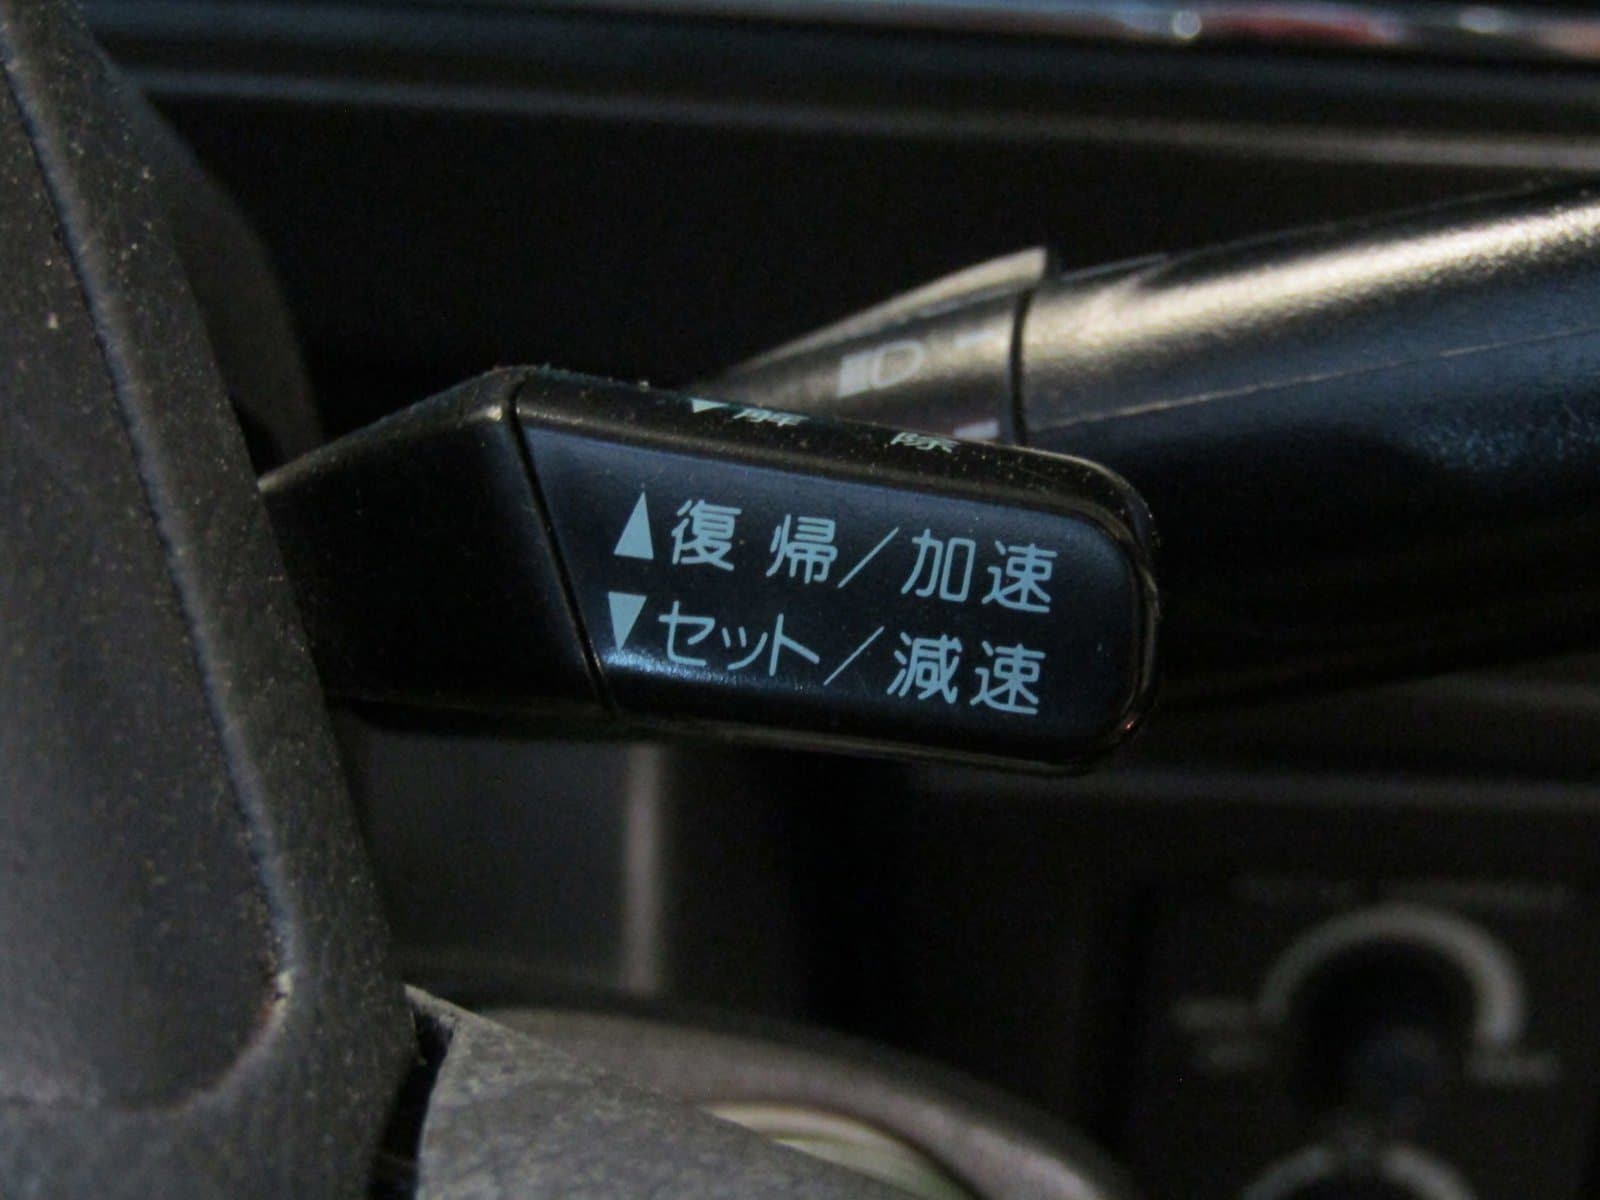 ▼解 除
▲復 帰／加速
▼セット／減速